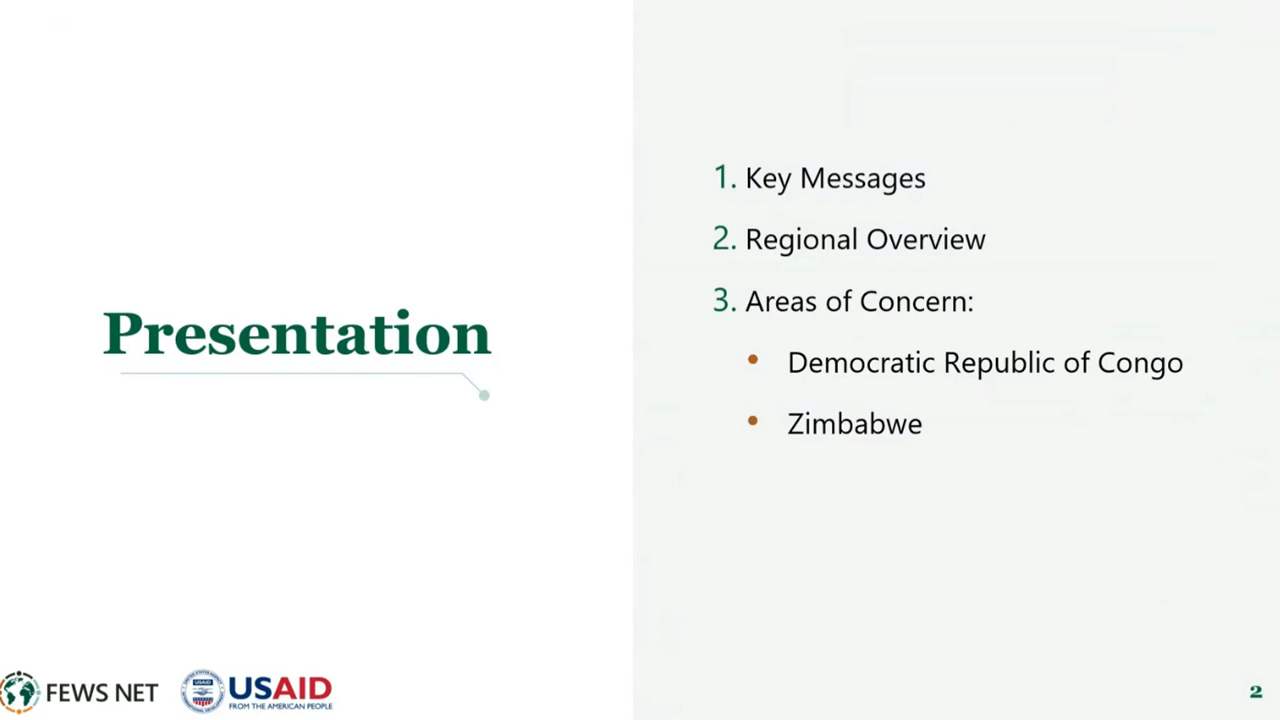 Presentation
1. Key Messages
2. Regional Overview
3. Areas of Concern:
• Democratic Republic of Congo
• Zimbabwe
FEWS NET
USAID
FROM THE AMERICAN PEOPLE
2